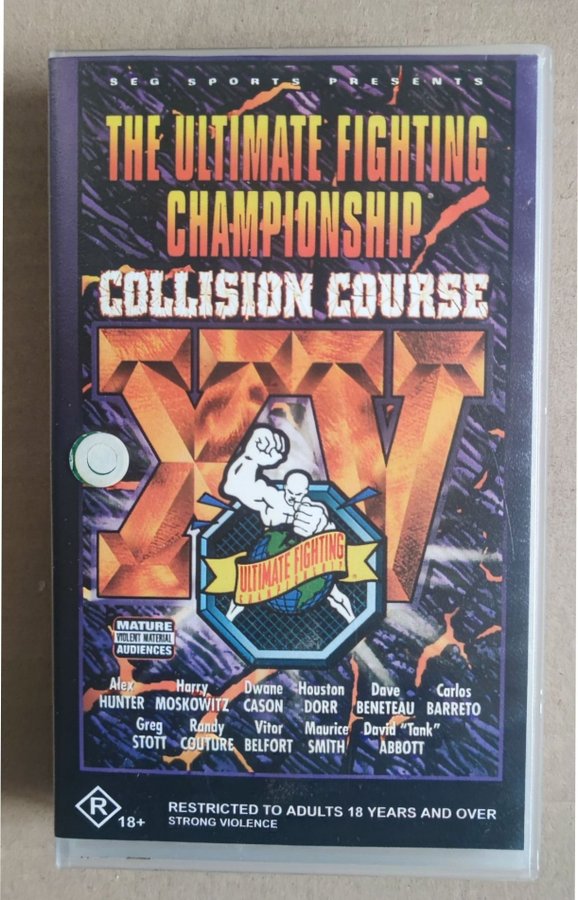 SEG SPORTS PRESENTS
THE ULTIMATE FIGHTING
CHAMPIONSHIP
COLLISION COURSE
XV
ULTIMATE FIGHTING
CHAMPIONSHIP
MATURE
VIOLENT MATERIAL
AUDIENCES
Alex HUNTER
Harry MOSKOWITZ
Dwane CASON
Houston DORR
Dave BENETEAU
Carlos BARRETO
Greg STOTT
Randy COUTURE
Vitor BELFORT
Maurice SMITH
David "Tank" ABBOTT
R 18+
RESTRICTED TO ADULTS 18 YEARS AND OVER
STRONG VIOLENCE